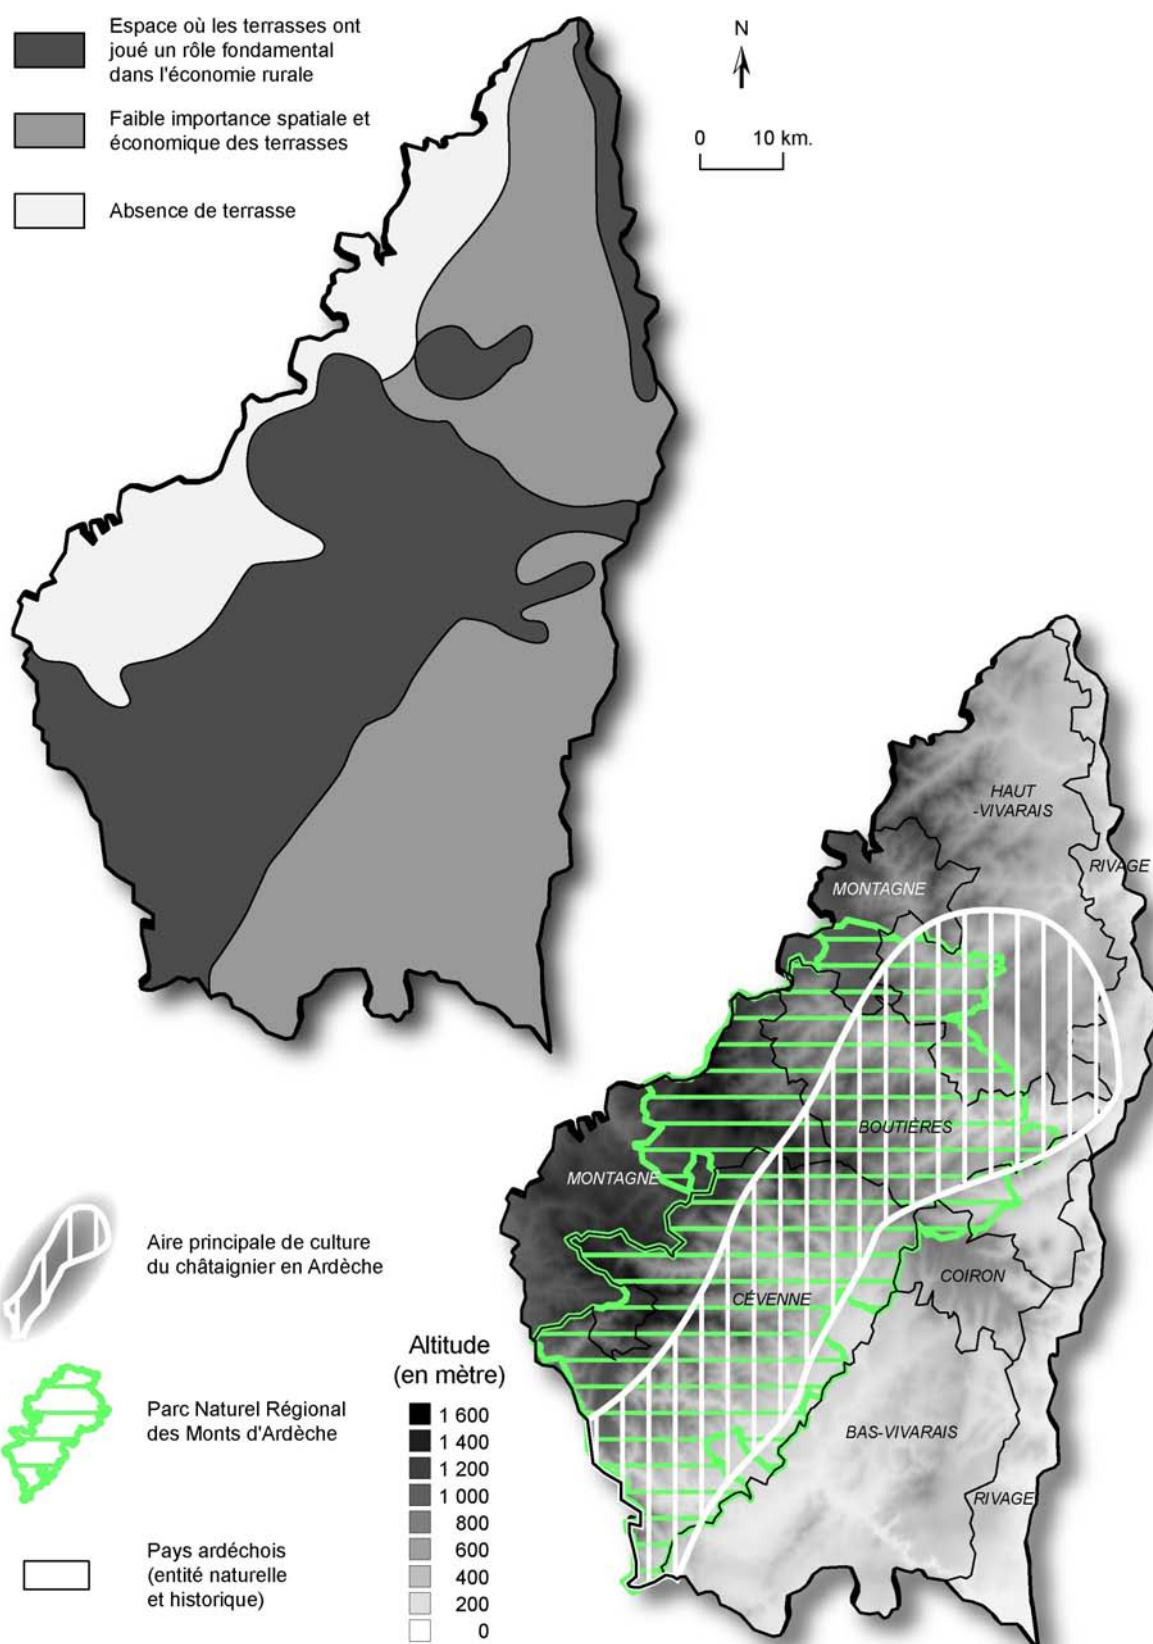 Espace où les terrasses ont
joué un rôle fondamental
dans l'économie rurale
Faible importance spatiale et
économique des terrasses
Absence de terrasse
N
0 10 km.
HAUT
-VIVARAIS
RIVAGE
MONTAGNE
BOUTIÈRES
MONTAGNE
COIRON
CÉVENNE
BAS-VIVARAIS
RIVAGE
Aire principale de culture
du châtaignier en Ardèche
Parc Naturel Régional
des Monts d'Ardèche
Pays ardéchois
(entité naturelle
et historique)
Altitude
(en mètre)
1 600
1 400
1 200
1 000
800
600
400
200
0